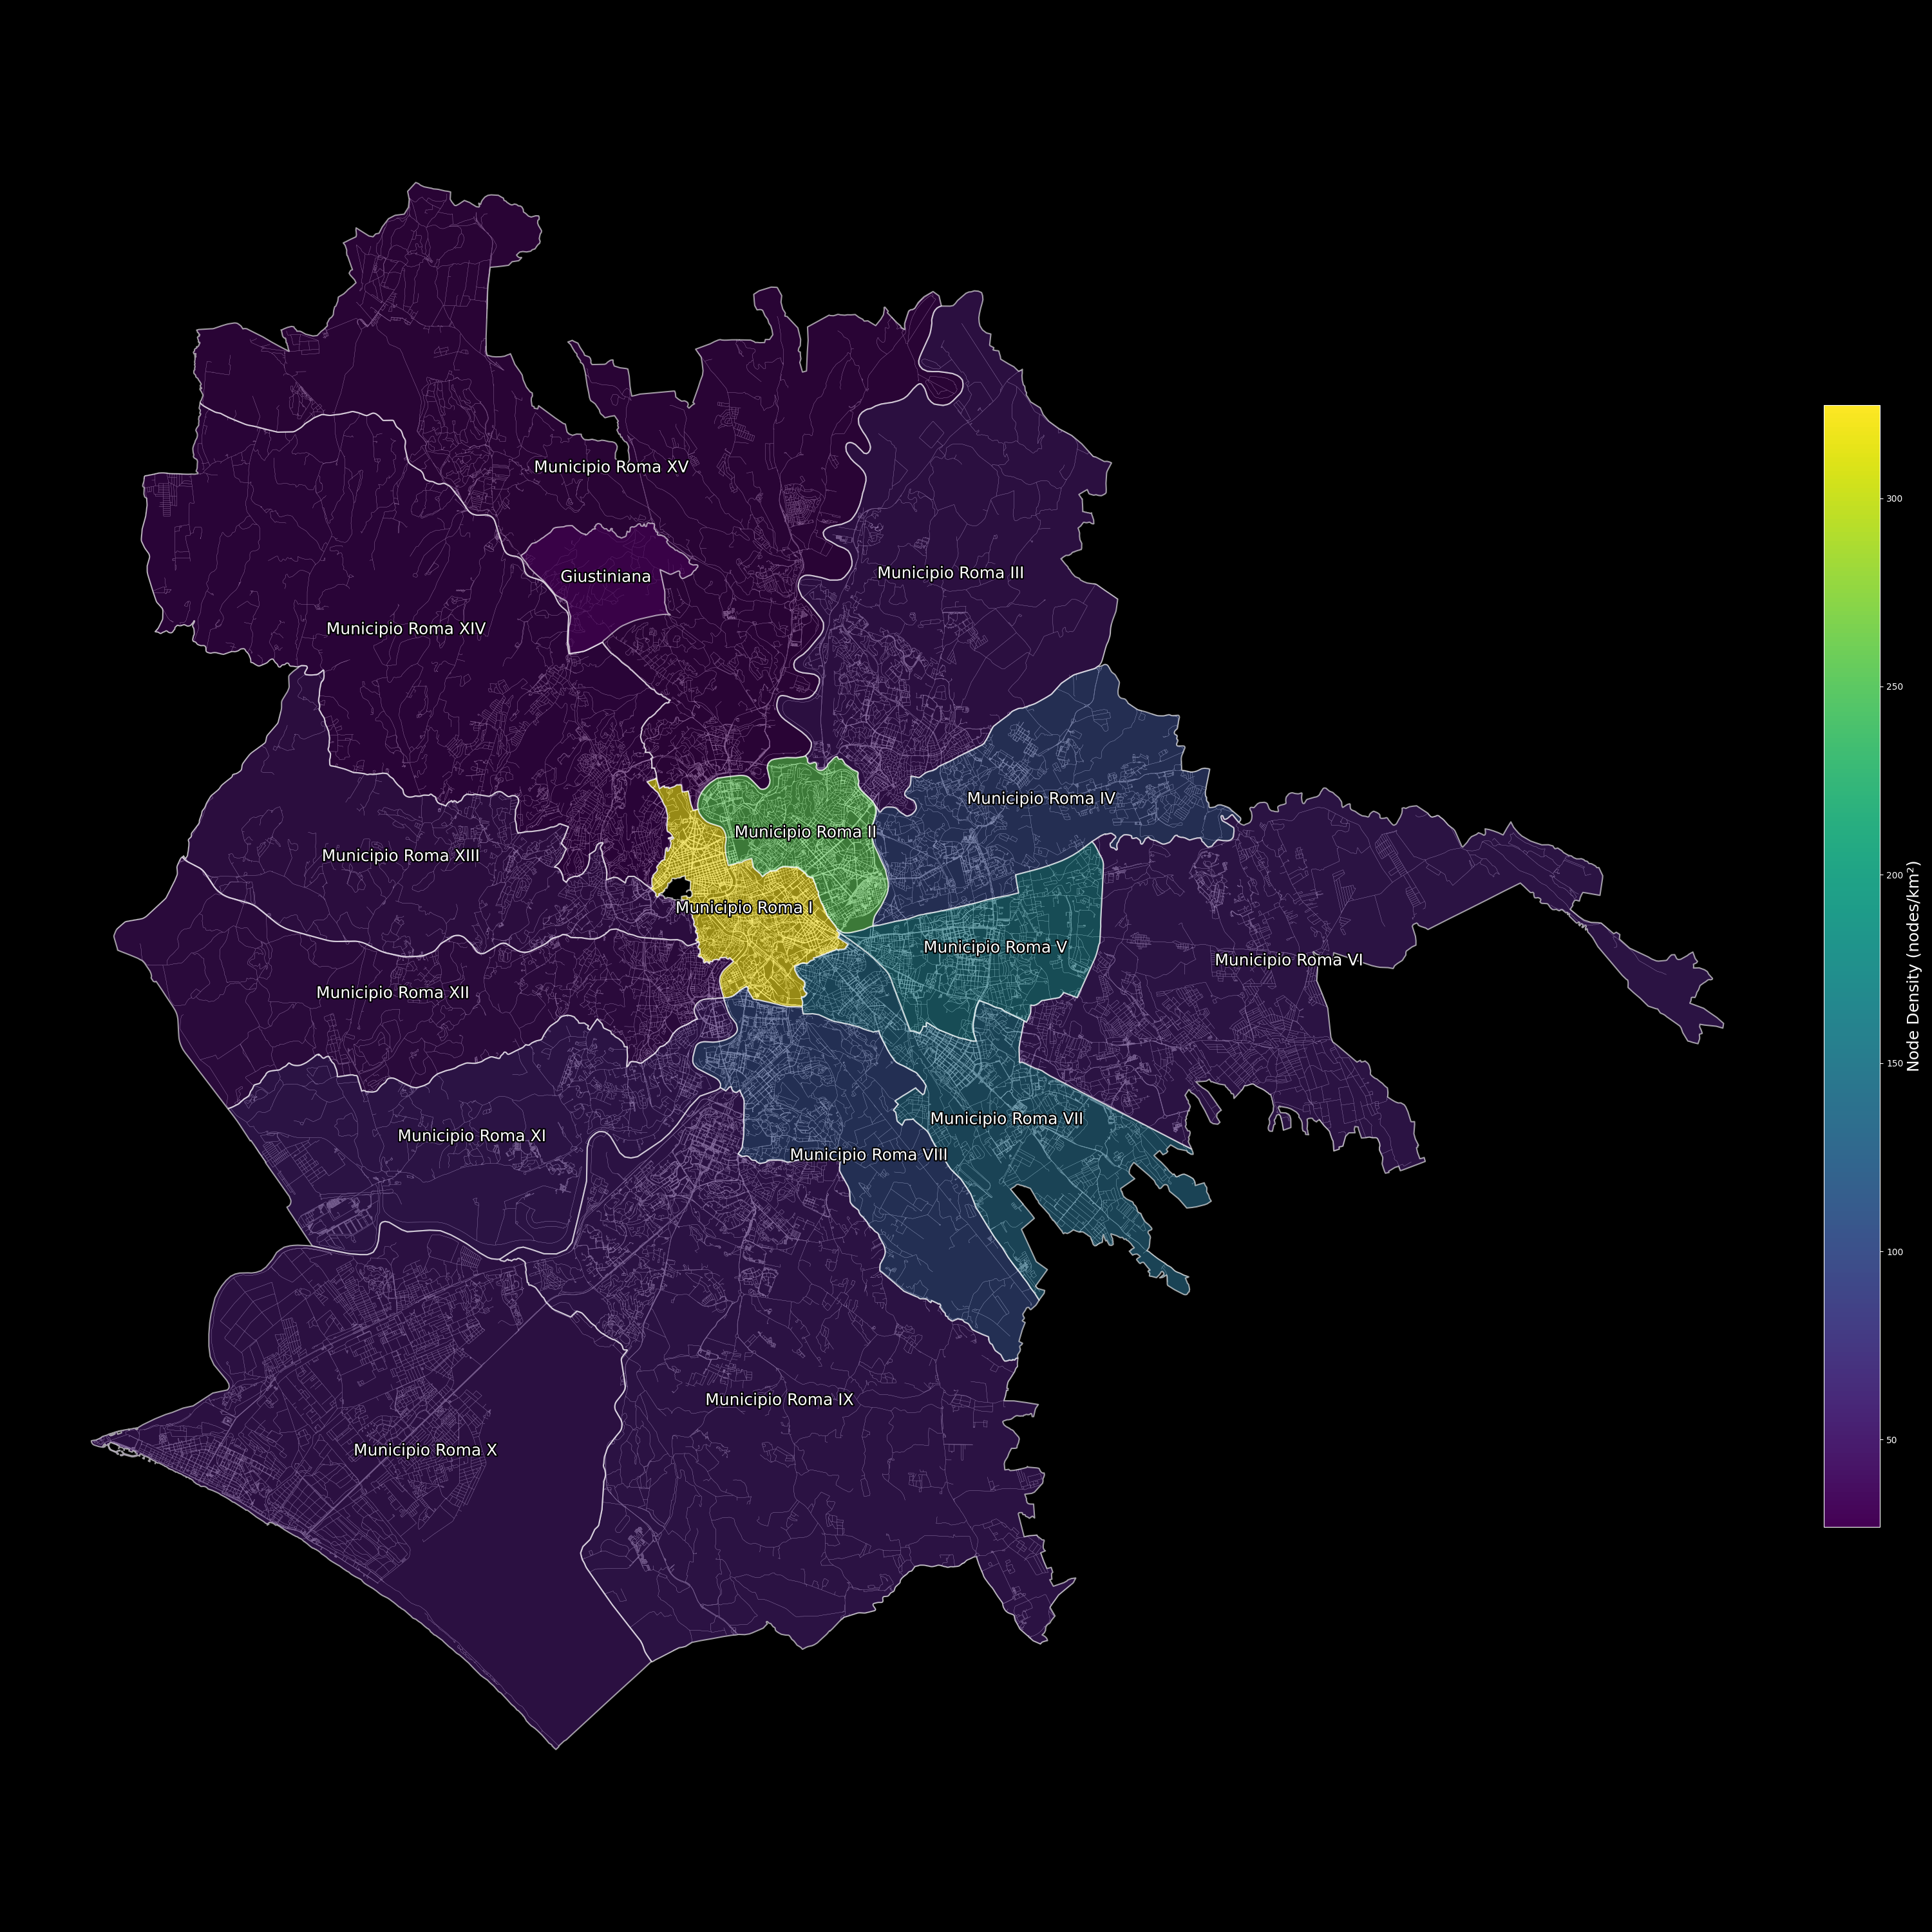 Municipio Roma XV
Municipio Roma III
Giustiniana
Municipio Roma XIV
Municipio Roma IV
Municipio Roma II
Municipio Roma XIII
Municipio Roma I
Municipio Roma V
Municipio Roma VI
Municipio Roma XII
Municipio Roma VII
Municipio Roma XI
Municipio Roma VIII
Municipio Roma IX
Municipio Roma X
300
250
200
150
100
50
Node Density (nodes/km²)